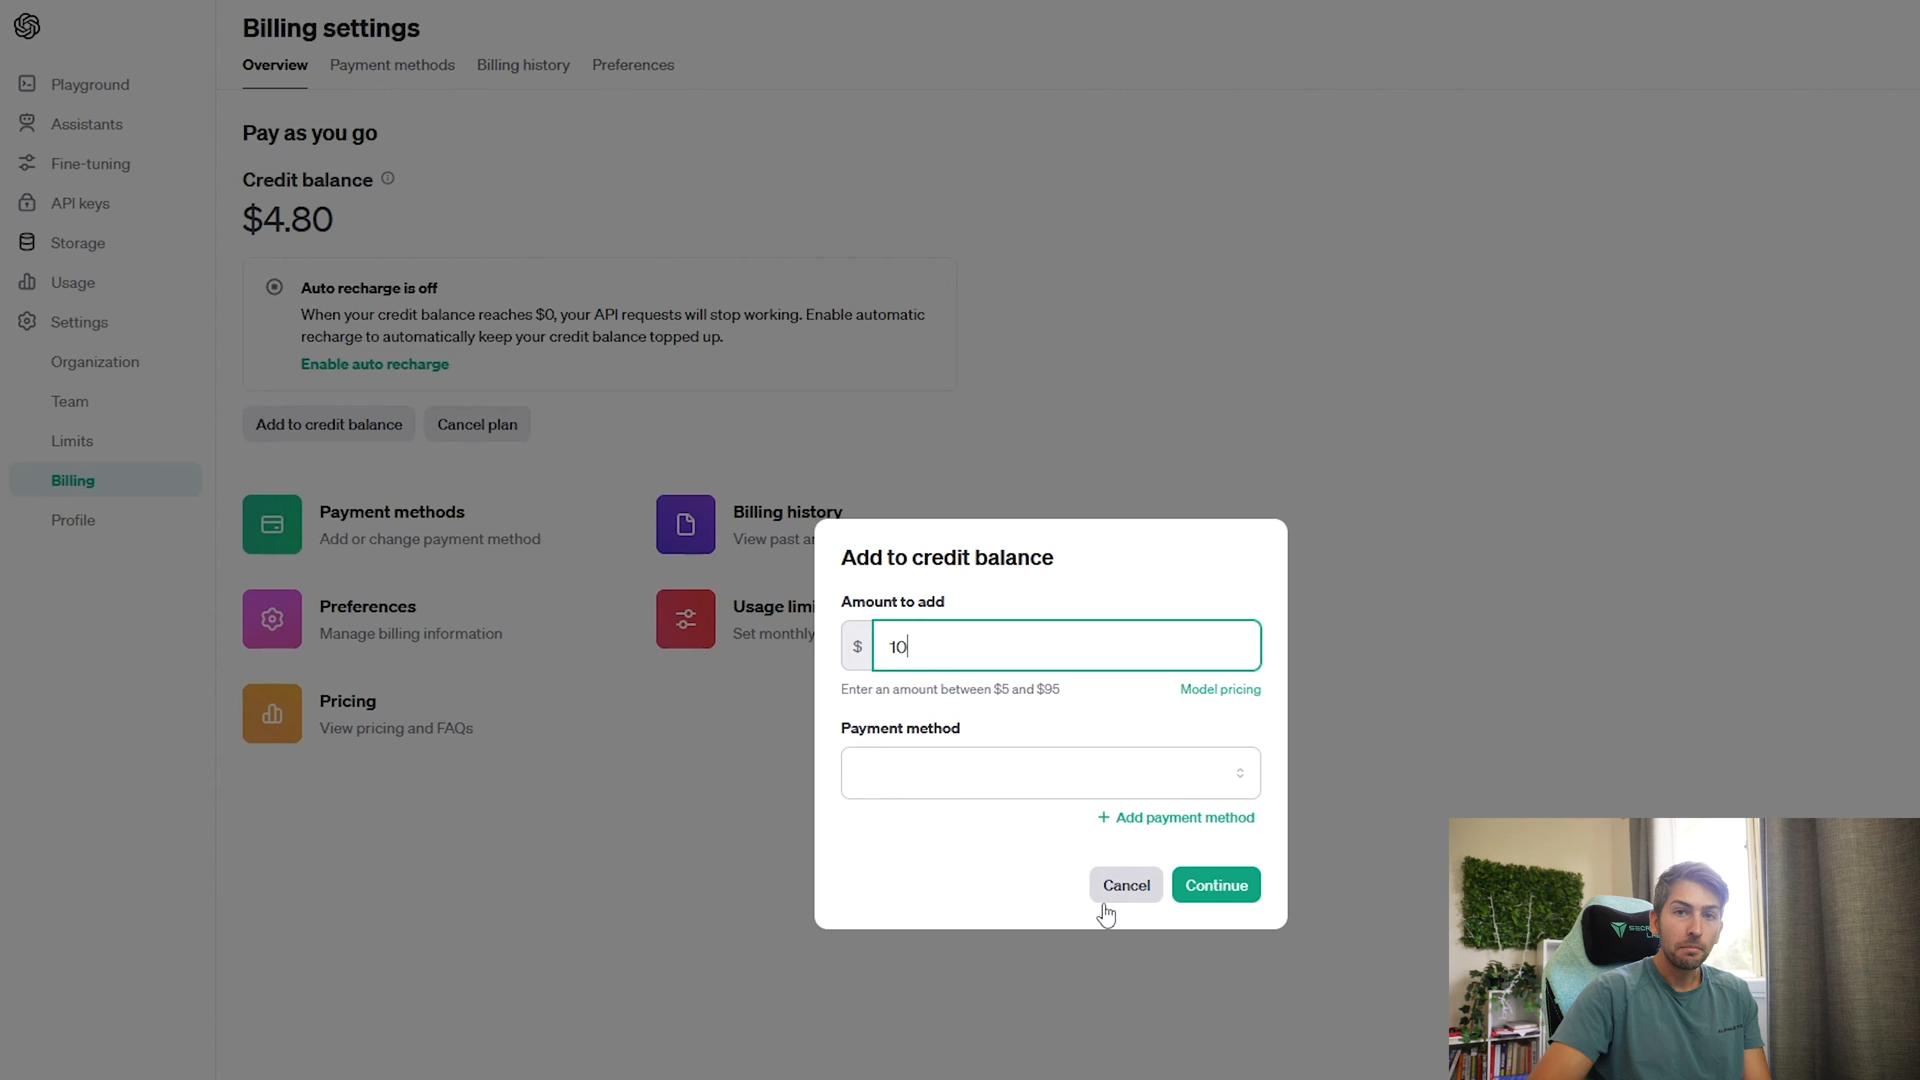 Billing settings
Overview
Payment methods
Billing history
Preferences
Playground
Assistants
Fine-tuning
API keys
Storage
Usage
Settings
Organization
Team
Limits
Billing
Profile
Pay as you go
Credit balance
$4.80
Auto recharge is off
When your credit balance reaches $0, your API requests will stop working. Enable automatic
recharge to automatically keep your credit balance topped up.
Enable auto recharge
Add to credit balance
Cancel plan
Payment methods
Add or change payment method
Billing history
View past
Preferences
Manage billing information
Usage
Set monthly
Pricing
View pricing and FAQs
Add to credit balance
Amount to add
$ 10
Enter an amount between $5 and $95
Model pricing
Payment method
+ Add payment method
Cancel
Continue